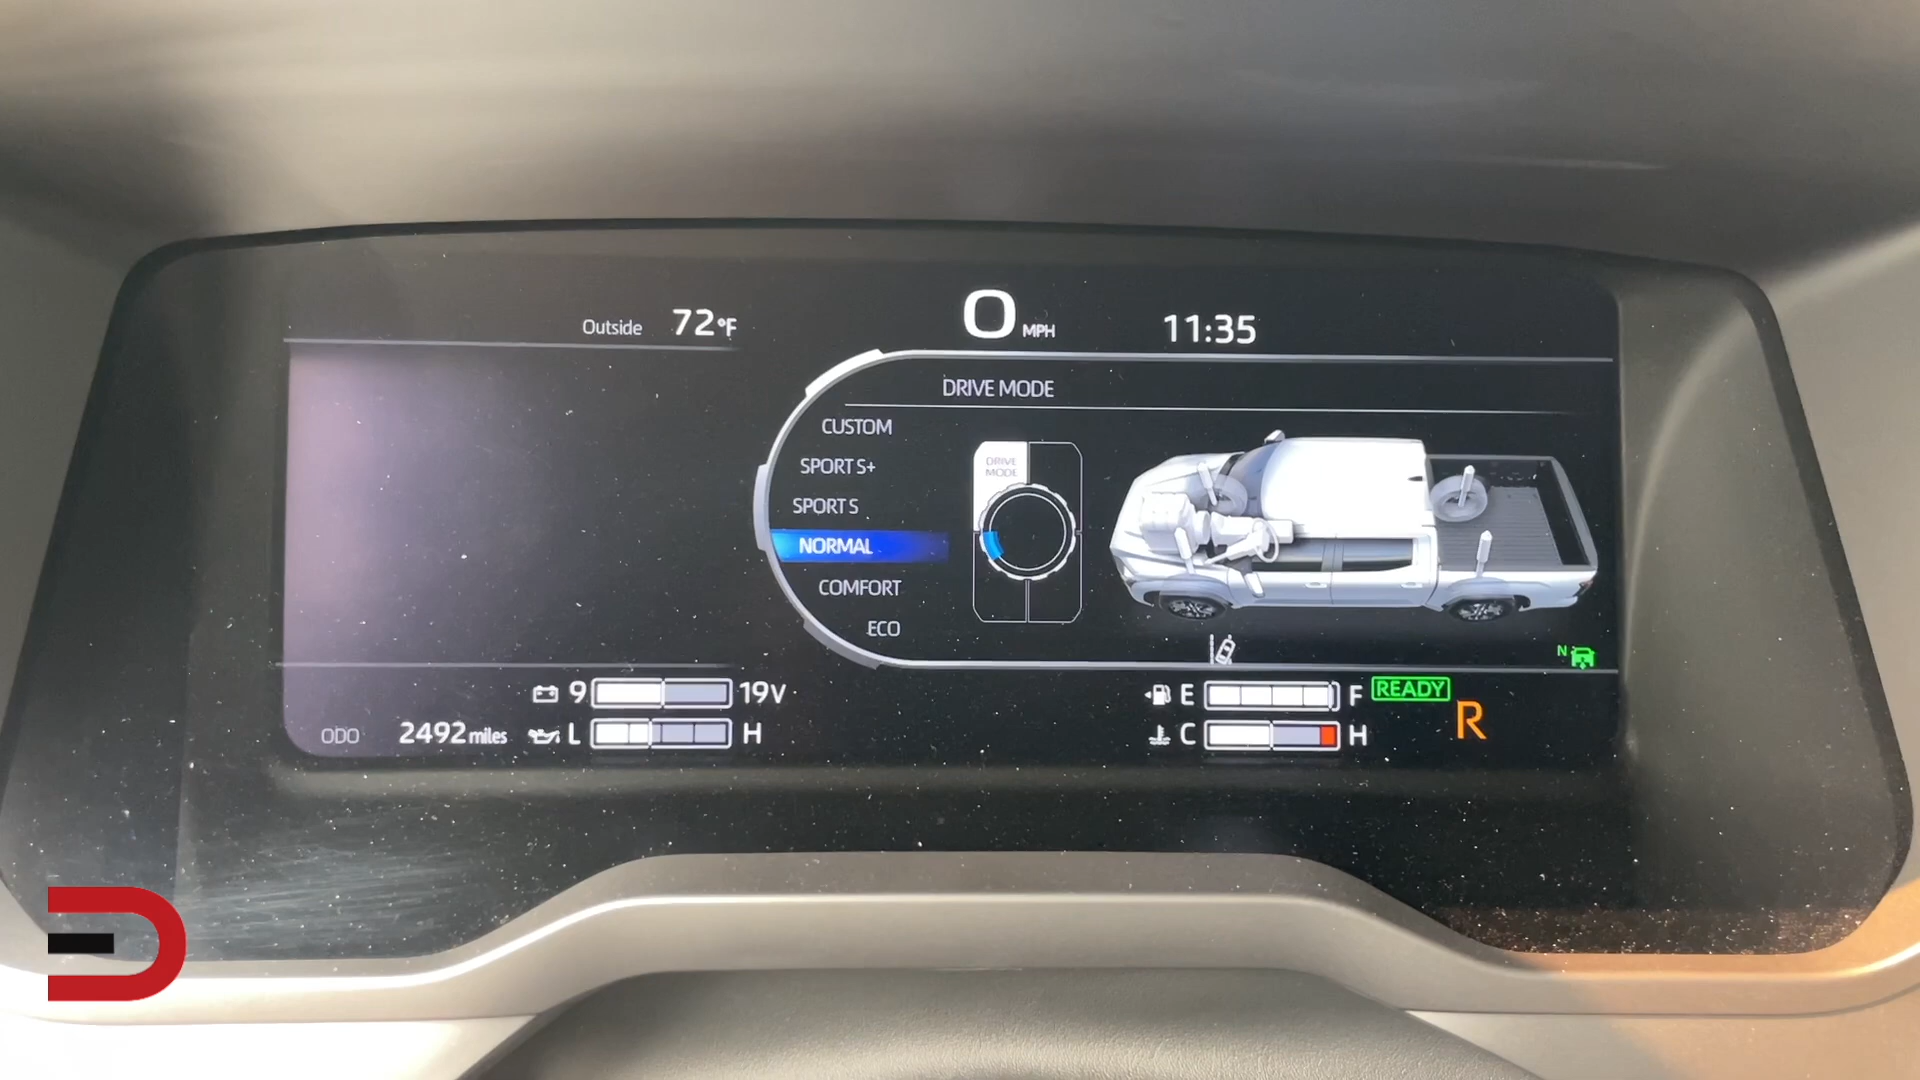 Outside 72°F
0 MPH
11:35
DRIVE MODE
CUSTOM
SPORT S+
SPORT S
NORMAL
COMFORT
ECO
DRIVE
MODE
N
9 19V
E F
READY
ODO 2492 miles
L H
C H
R